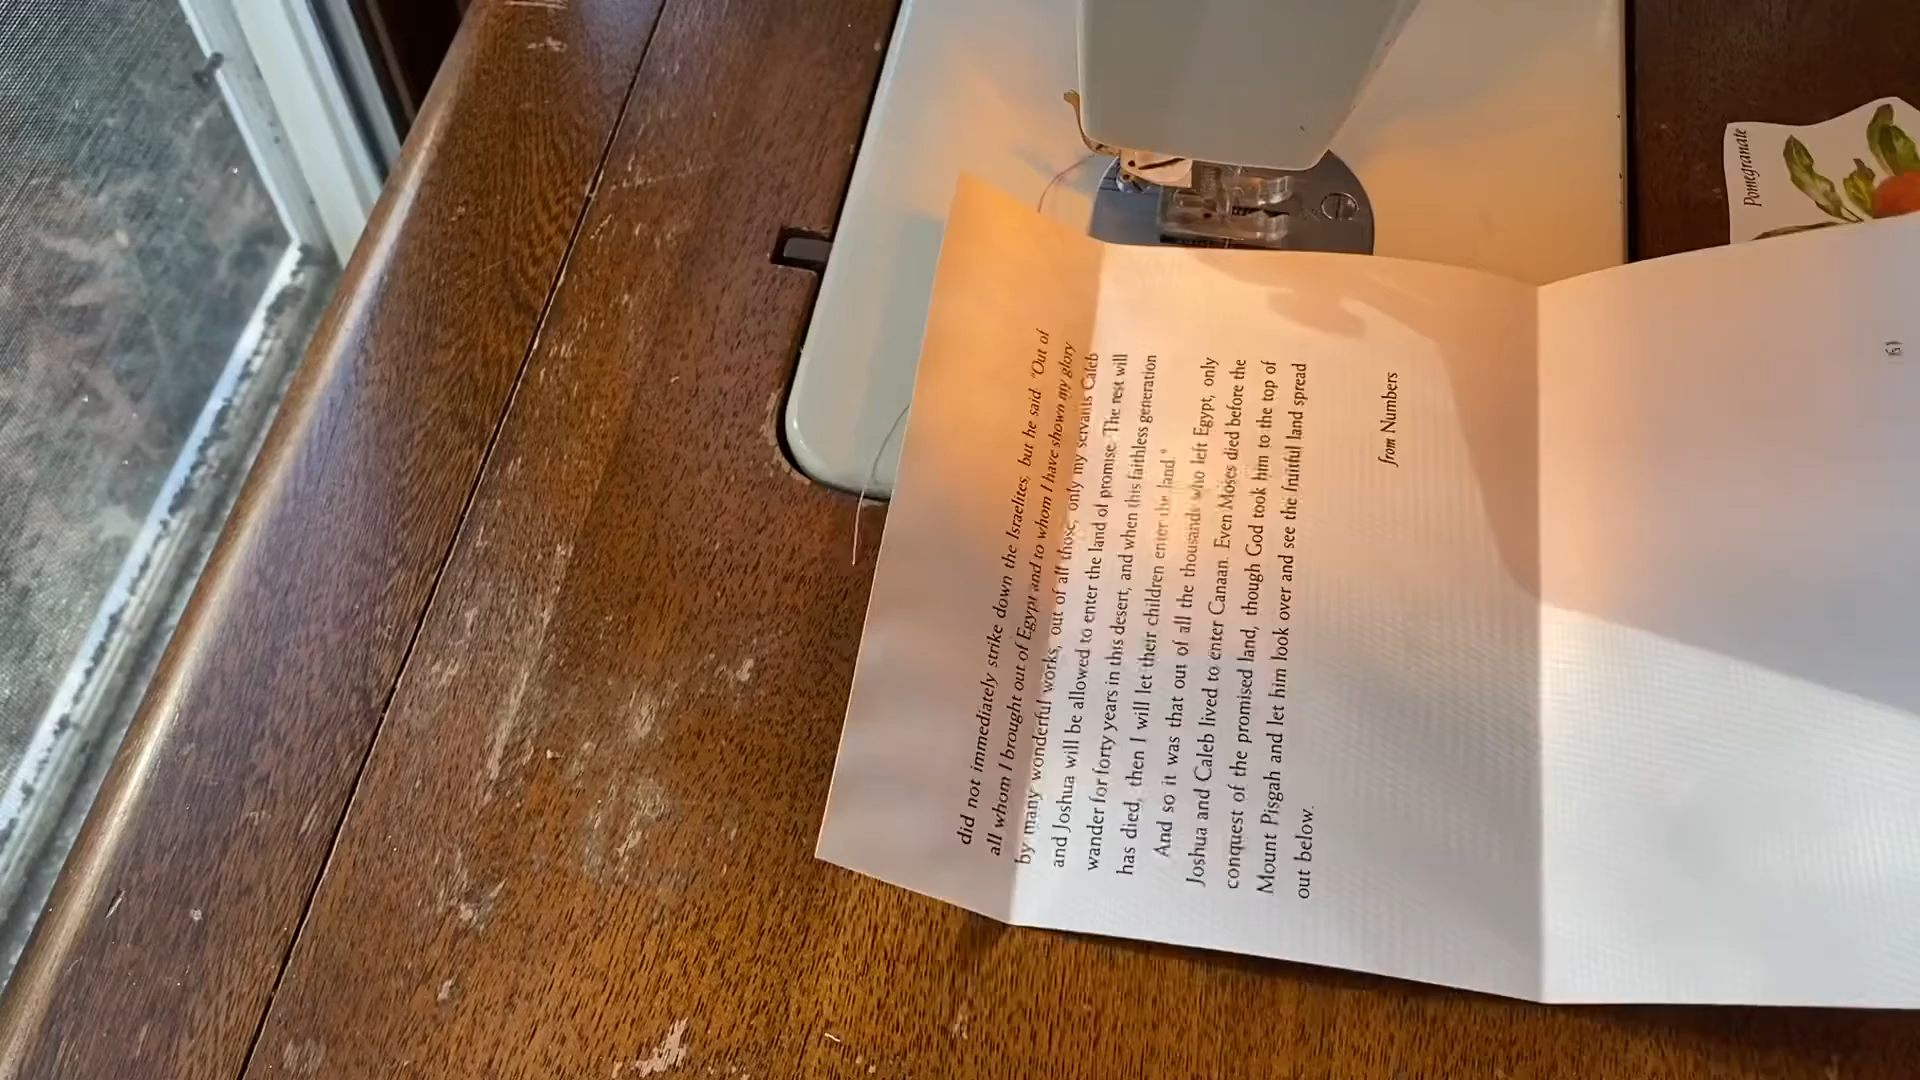 did not immediately strike down the Israelites, but he said "Out of
all whom I brought out of Egypt and to whom I have shown my glory
by many wonderful works, out of all those, only my servants Caleb
and Joshua will be allowed to enter the land of promise. The rest will
wander for forty years in this desert, and when this faithless generation
has died, then I will let their children enter the land."
And so it was that out of all the thousands who left Egypt, only
Joshua and Caleb lived to enter Canaan. Even Moses died before the
conquest of the promised land, though God took him to the top of
Mount Pisgah and let him look over and see the fruitful land spread
out below.
from Numbers
61
Pomegranate